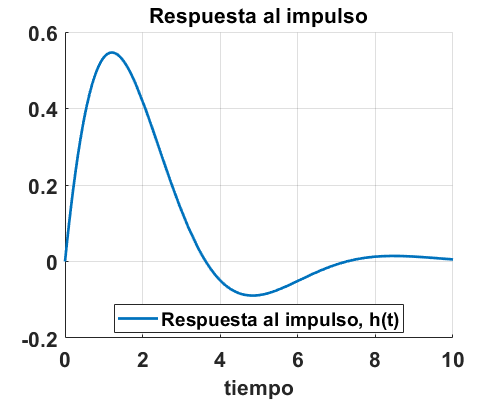 Respuesta al impulso
0.6
0.4
0.2
0
-0.2
Respuesta al impulso, h(t)
0 2 4 6 8 10
tiempo